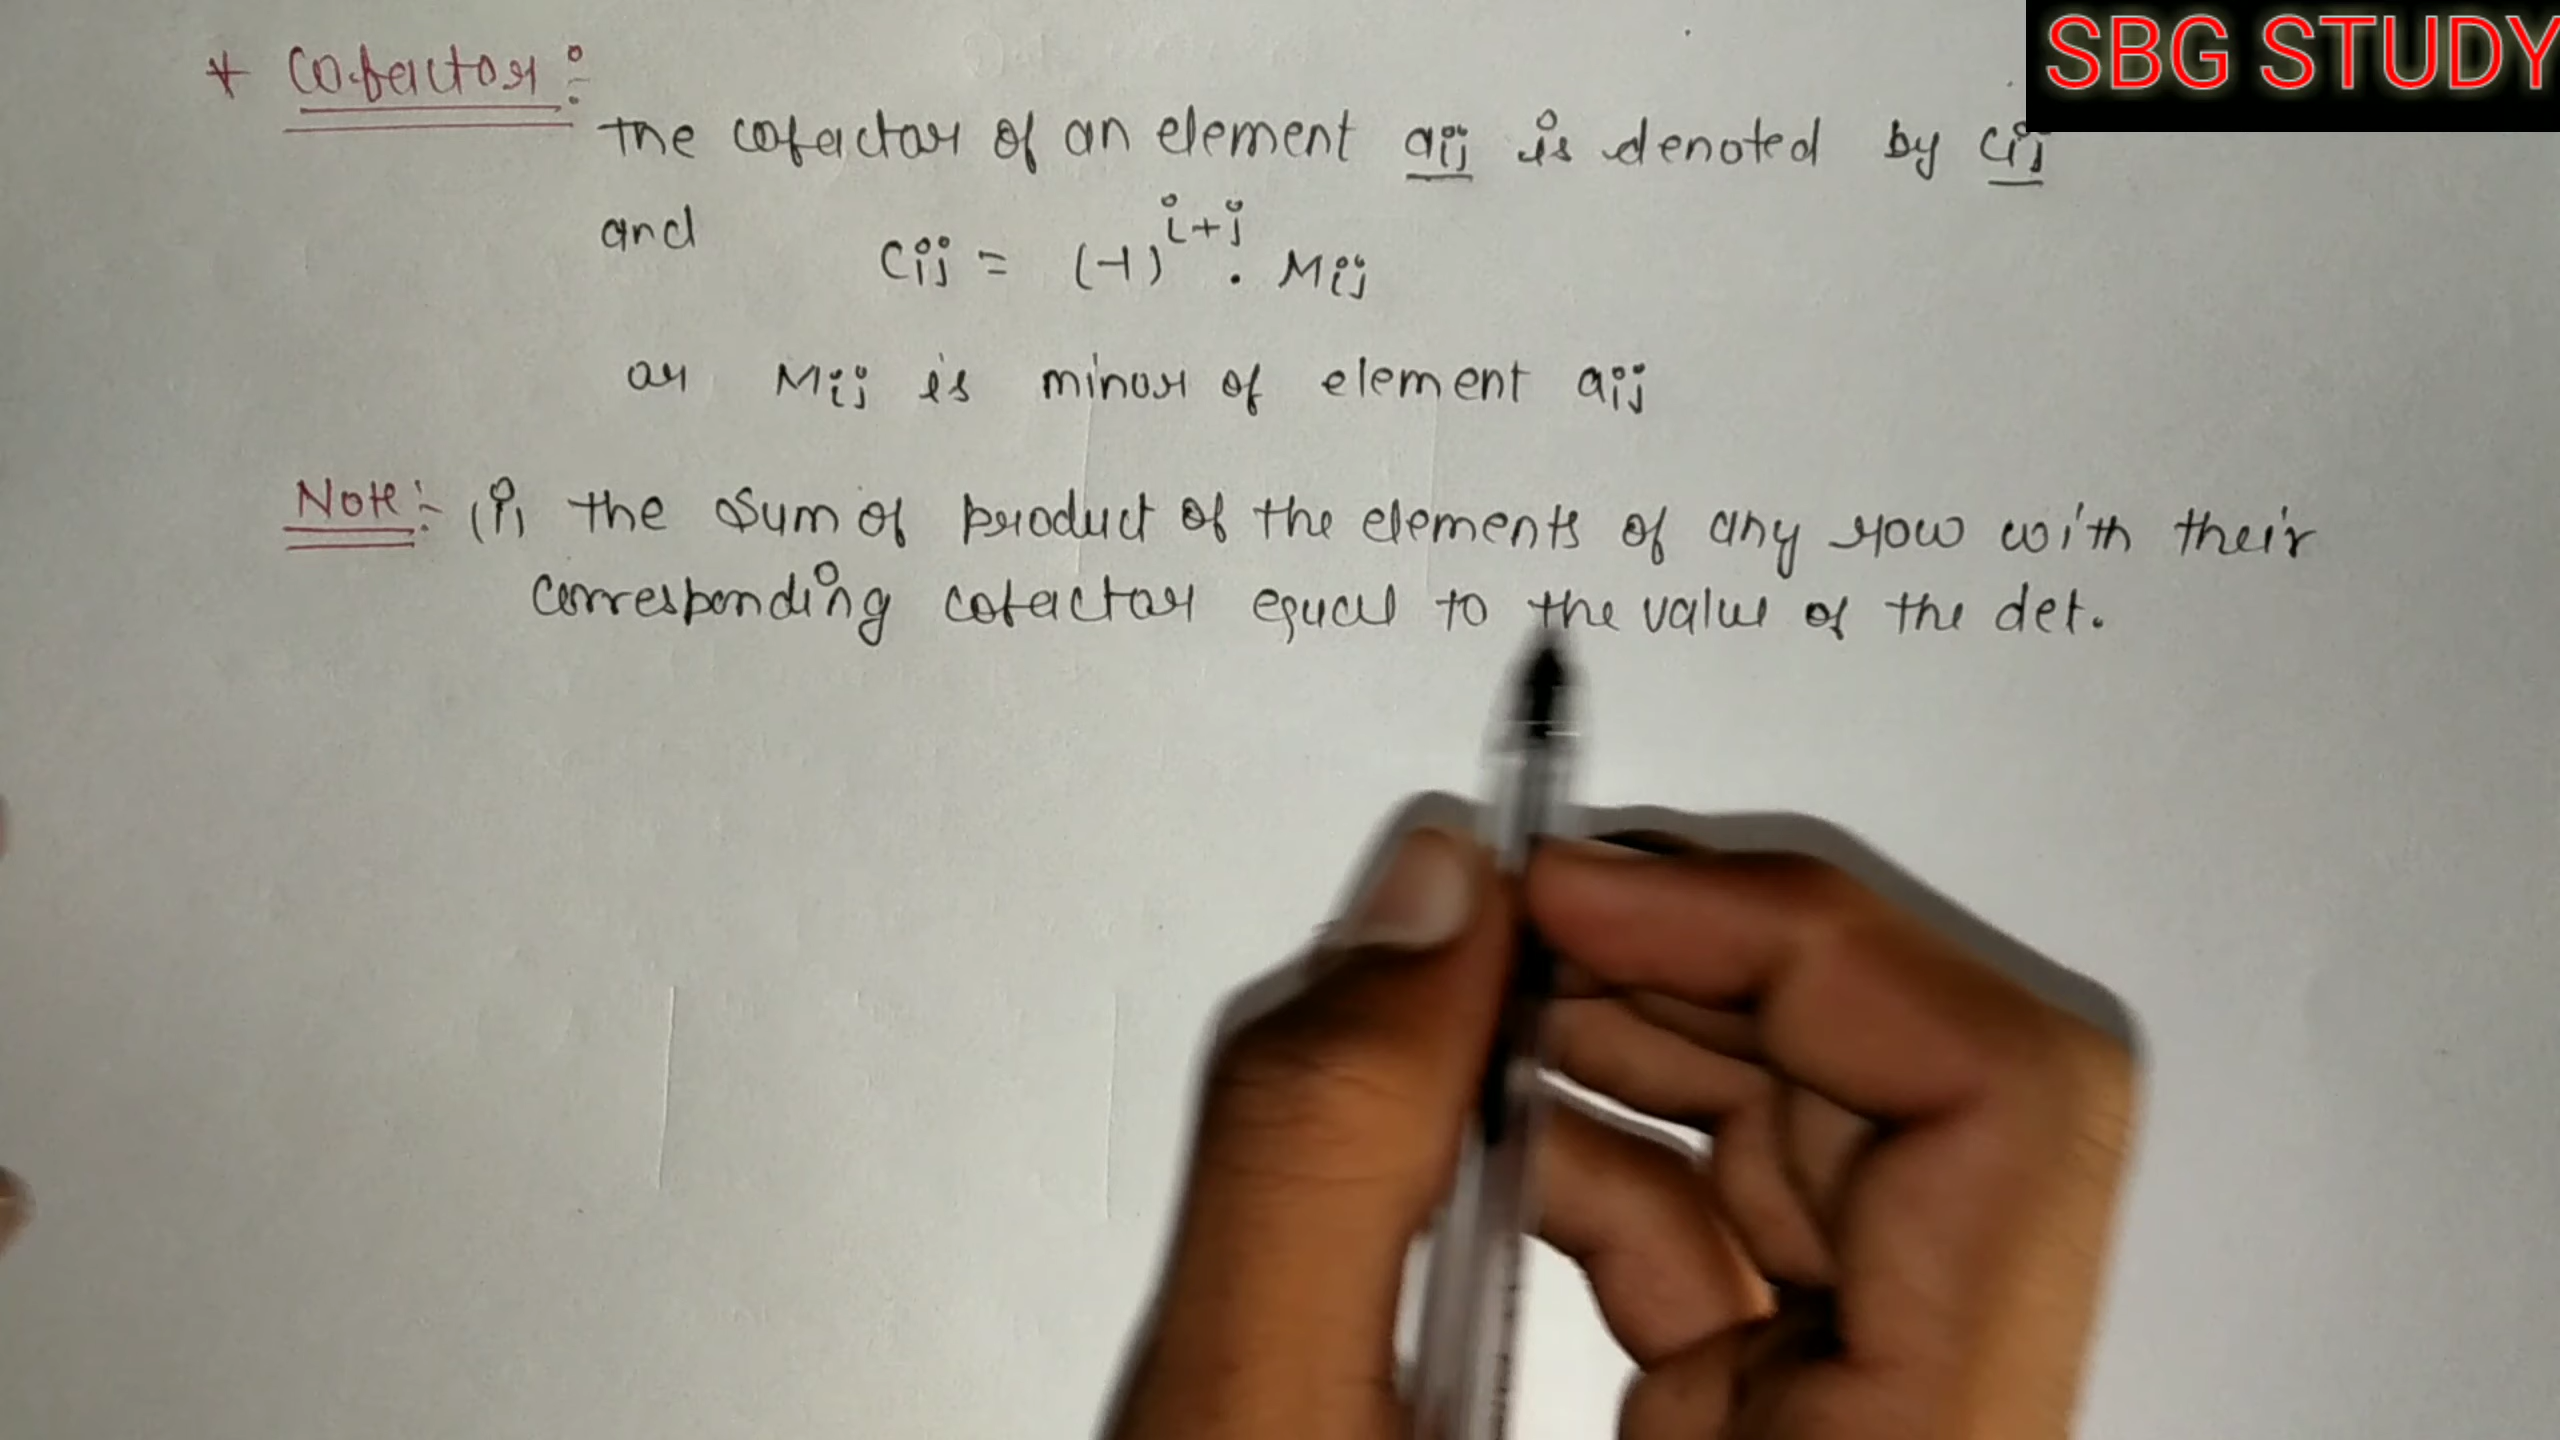 SBG STUDY
* Cofactor :-
the cofactor of an element aij is denoted by cij
and
Cij = (-1)^i+j . Mij
or Mij is minor of element aij
Note :- (i) the Sum of product of the elements of any row with their
corresponding cofactor equal to the value of the det.